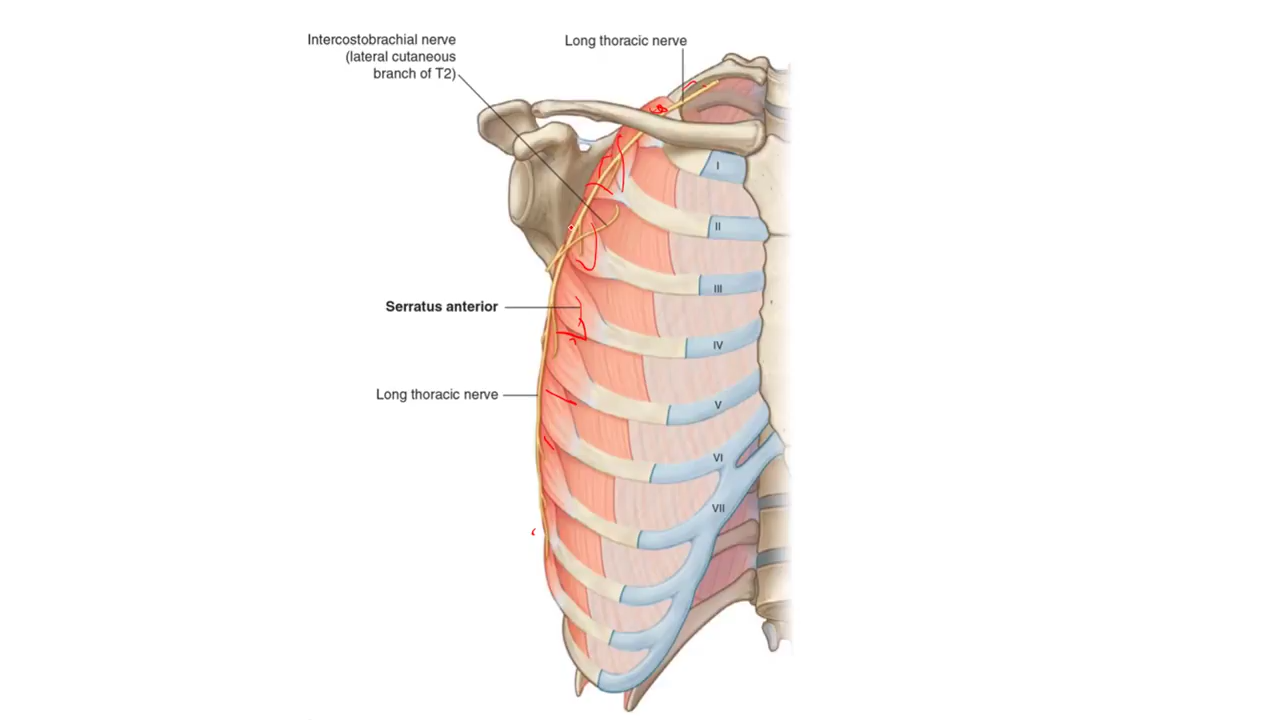 Intercostobrachial nerve
(lateral cutaneous
branch of T2)
Long thoracic nerve
I
II
III
Serratus anterior
IV
Long thoracic nerve
V
VI
VII